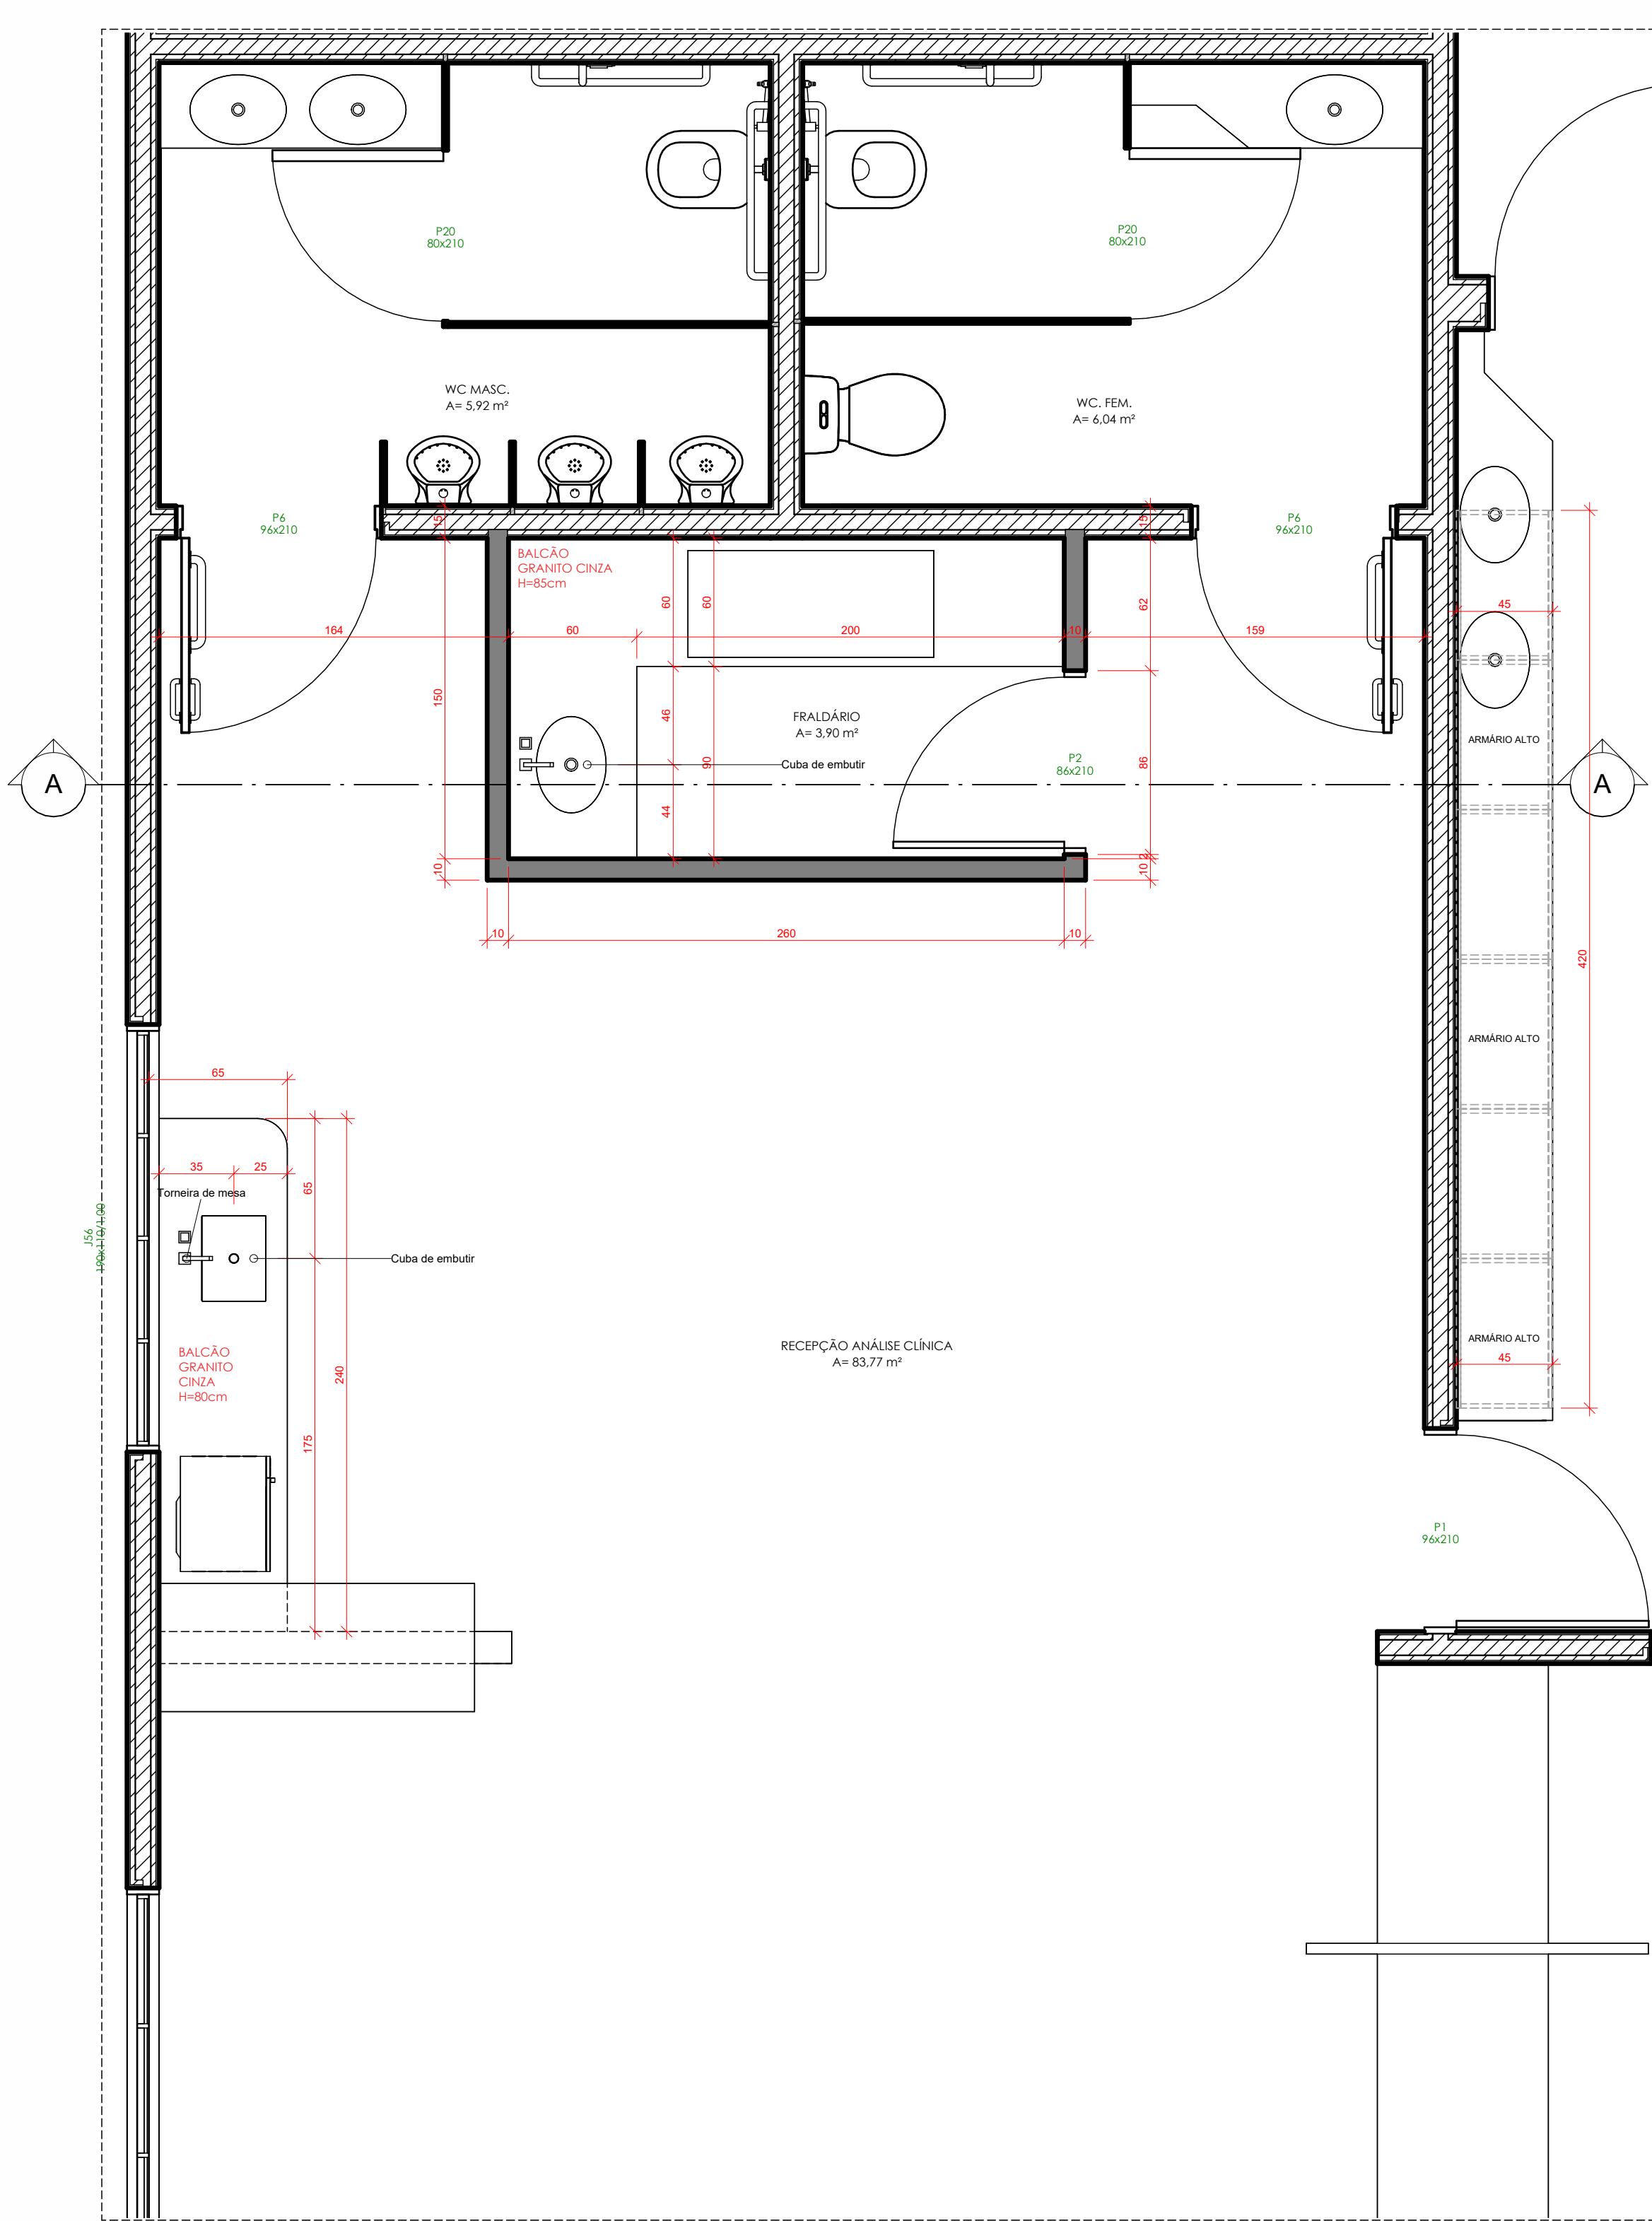 P20
80x210
P20
80x210
WC MASC.
A= 5,92 m²
WC. FEM.
A= 6,04 m²
P6
96x210
15
15
P6
96x210
BALCÃO
GRANITO CINZA
H=85cm
60
60
62
45
164
60
200
10
159
150
46
FRALDÁRIO
A= 3,90 m²
ARMÁRIO ALTO
A
90
Cuba de embutir
P2
86x210
86
A
44
10
2
10
10
260
10
420
ARMÁRIO ALTO
65
35
25
65
Torneira de mesa
J56
190x110/1.00
Cuba de embutir
BALCÃO
GRANITO
CINZA
H=80cm
240
175
RECEPÇÃO ANÁLISE CLÍNICA
A= 83,77 m²
ARMÁRIO ALTO
45
P1
96x210